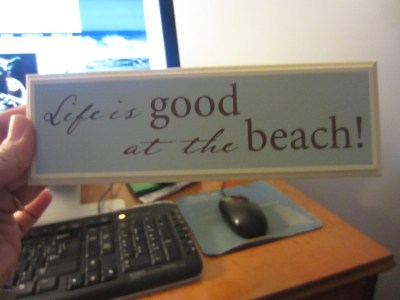 Life is good
at the beach!